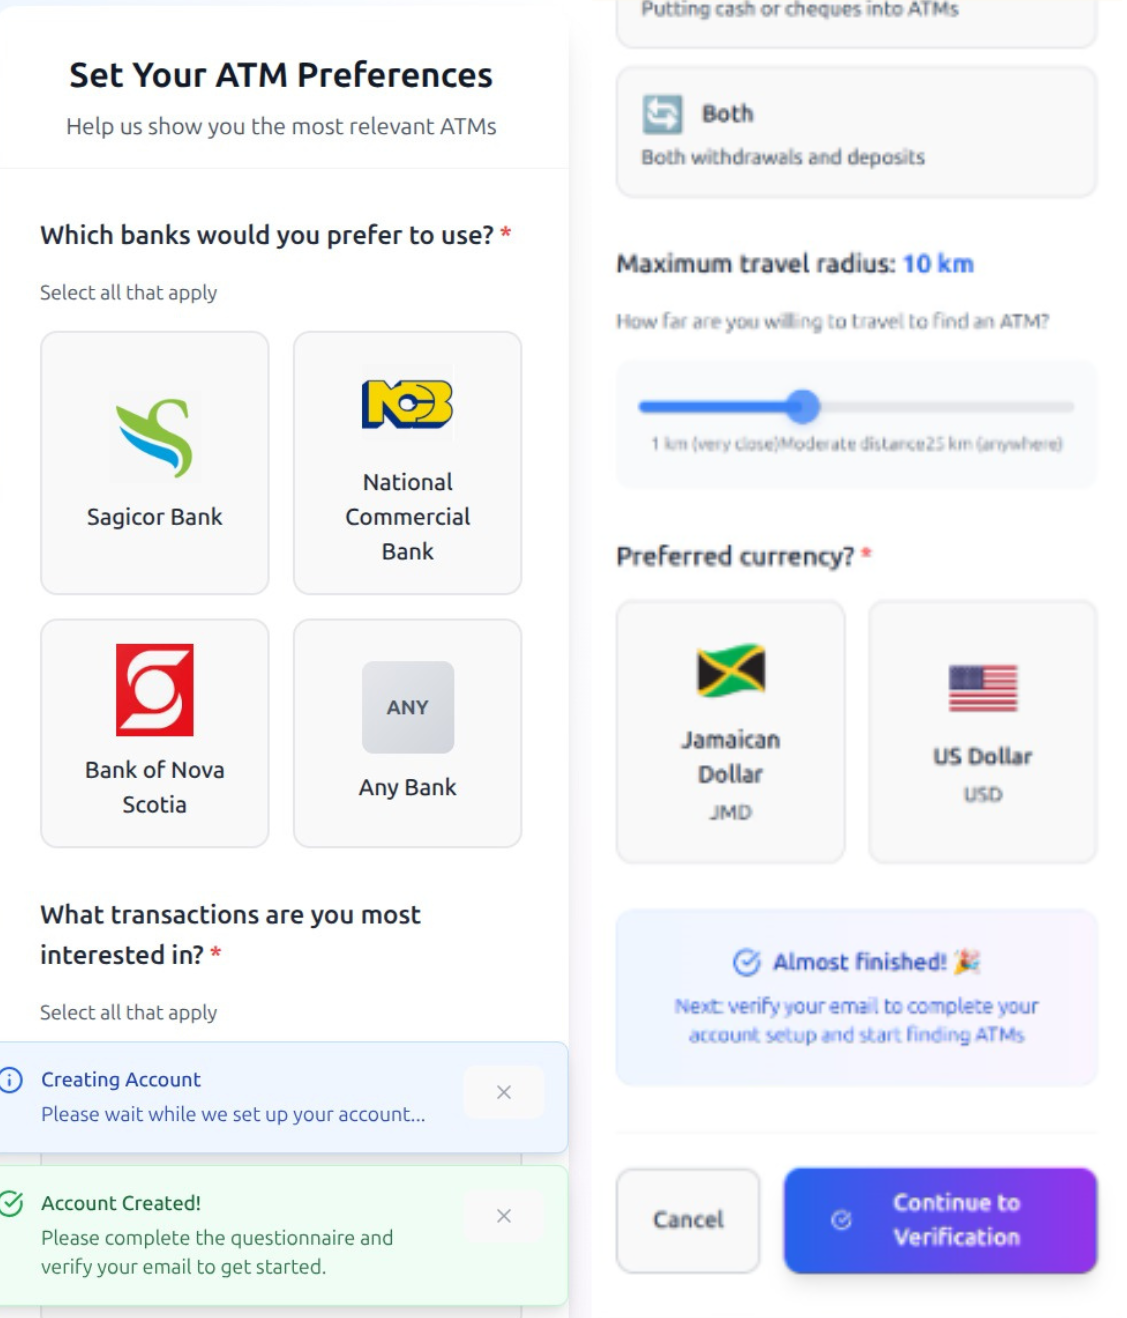 Set Your ATM Preferences
Help us show you the most relevant ATMs
Which banks would you prefer to use? *
Select all that apply
Sagicor Bank
NCB
National
Commercial
Bank
Bank of Nova
Scotia
ANY
Any Bank
What transactions are you most
interested in? *
Select all that apply
Creating Account
Please wait while we set up your account...
Account Created!
Please complete the questionnaire and
verify your email to get started.
Putting cash or cheques into ATMs
Both
Both withdrawals and deposits
Maximum travel radius: 10 km
How far are you willing to travel to find an ATM?
1 km (very close)Moderate distance25 km (anywhere)
Preferred currency? *
Jamaican
Dollar
JMD
US Dollar
USD
Almost finished! 🎉
Next: verify your email to complete your
account setup and start finding ATMs
Cancel
Continue to
Verification